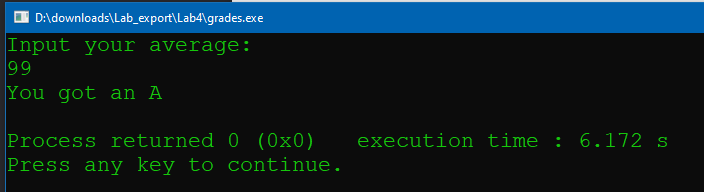 D:\downloads\Lab_export\Lab4\grades.exe
Input your average:
99
You got an A
Process returned 0 (0x0)   execution time : 6.172 s
Press any key to continue.